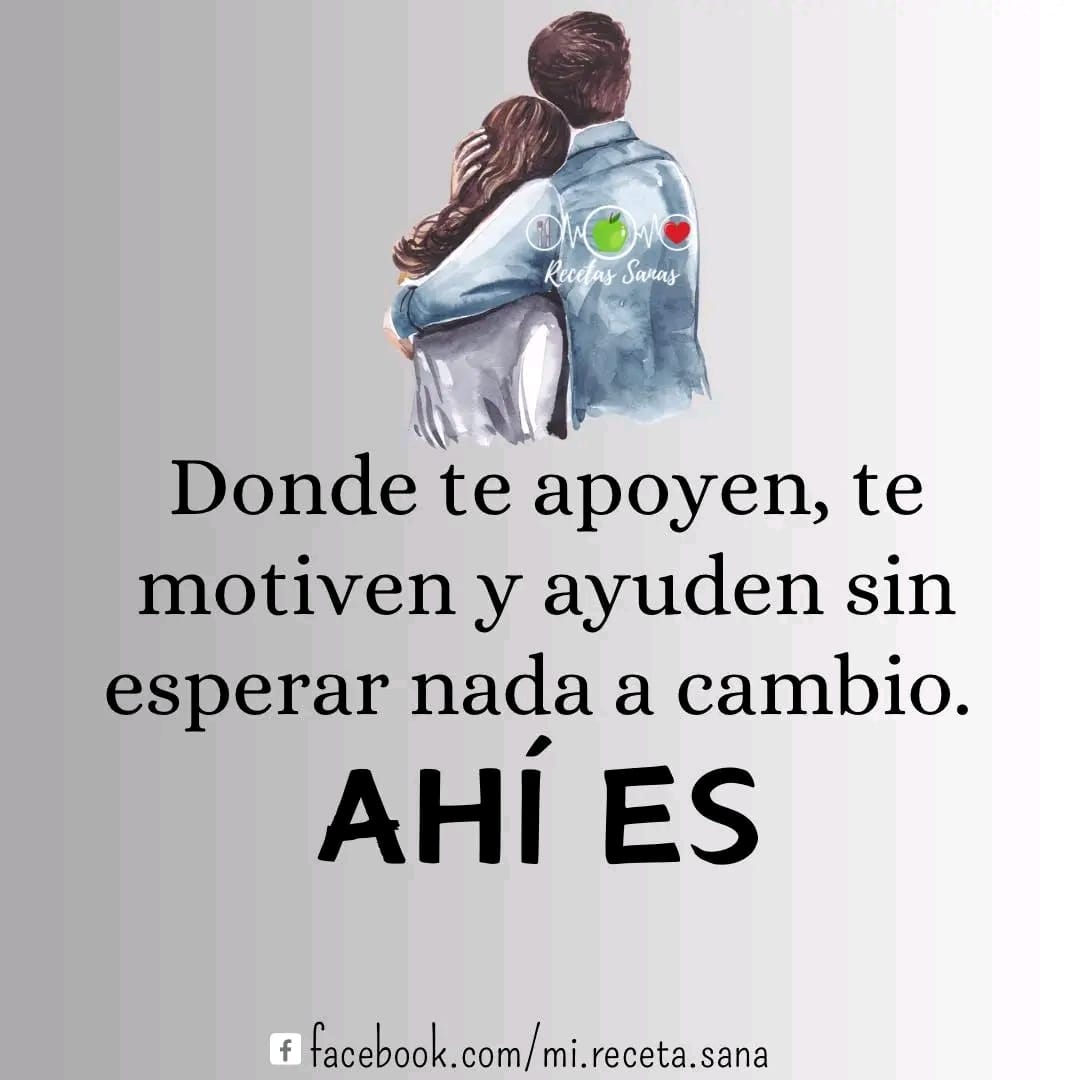 Recetas Sanas
Donde te apoyen, te
motiven y ayuden sin
esperar nada a cambio.
AHÍ ES
facebook.com/mi.receta.sana